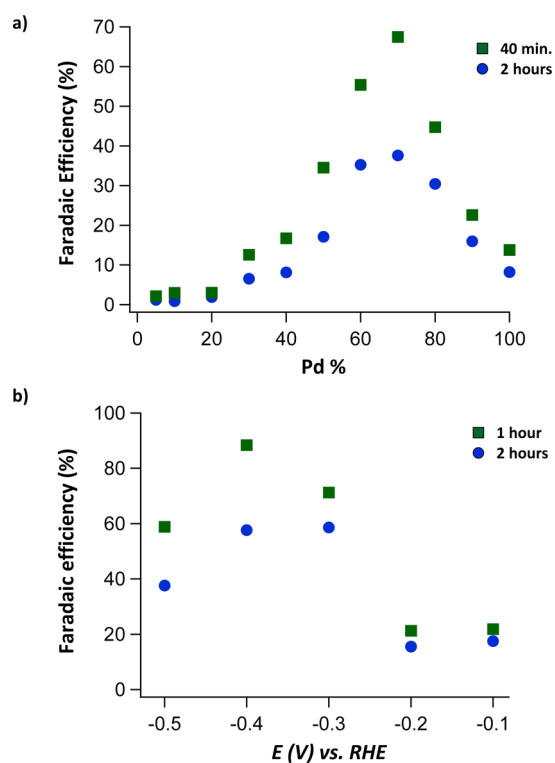 a)
70
60
50
40
30
20
10
0
Faradaic Efficiency (%)
40 min.
2 hours
0 20 40 60 80 100
Pd %
b)
100
80
60
40
20
0
Faradaic efficiency (%)
1 hour
2 hours
-0.5 -0.4 -0.3 -0.2 -0.1
E (V) vs. RHE